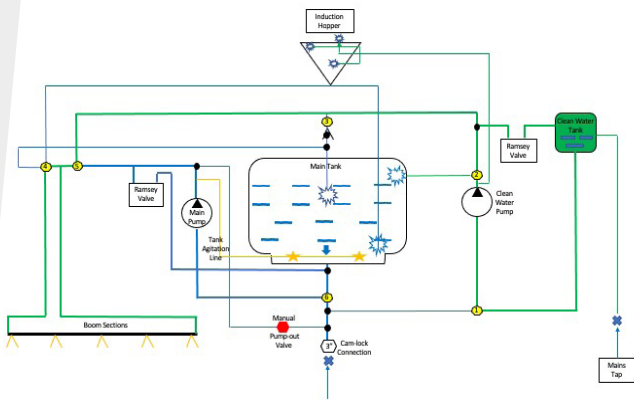 Induction
Hopper
3
Clean Water
Tank
Ramsey
Valve
4
5
Main Tank
2
Ramsey
Valve
Main
Pump
Clean
Water
Pump
Tank
Agitation
Line
6
1
Boom Sections
Manual
Pump-out
Valve
3"
Cam-lock
Connection
Mains
Tap